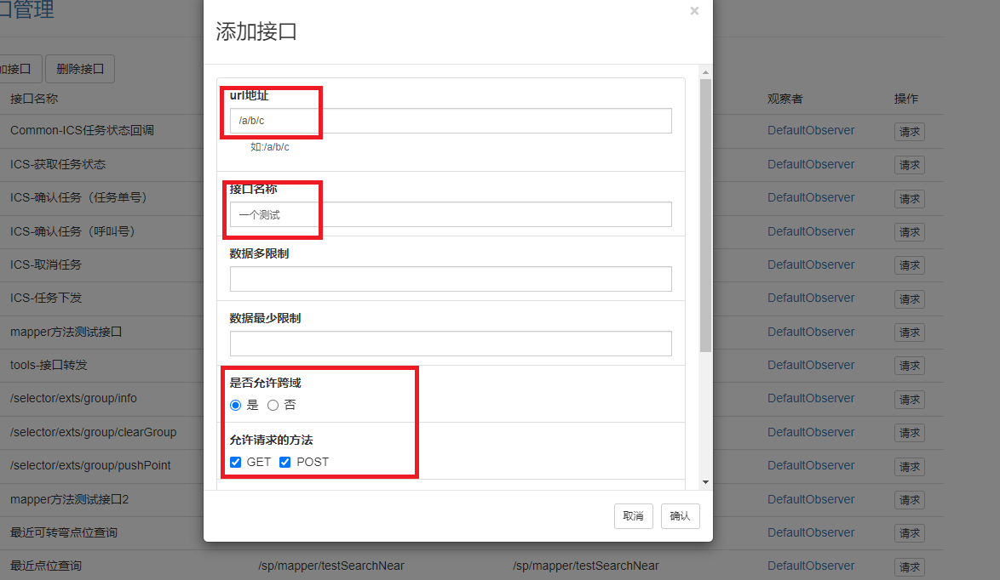 口管理
×
添加接口
加接口 删除接口
接口名称 观察者 操作
Common-ICS任务状态回调 DefaultObserver 请求
ICS-获取任务状态 DefaultObserver 请求
ICS-确认任务（任务单号） DefaultObserver 请求
ICS-确认任务（呼叫号） DefaultObserver 请求
ICS-取消任务 DefaultObserver 请求
ICS-任务下发 DefaultObserver 请求
mapper方法测试接口 DefaultObserver 请求
tools-接口转发 DefaultObserver 请求
/selector/exts/group/info DefaultObserver 请求
/selector/exts/group/clearGroup DefaultObserver 请求
/selector/exts/group/pushPoint DefaultObserver 请求
mapper方法测试接口2 DefaultObserver 请求
最近可转弯点位查询 DefaultObserver 请求
最近点位查询 /sp/mapper/testSearchNear /sp/mapper/testSearchNear DefaultObserver 请求
url地址
/a/b/c
如:/a/b/c
接口名称
一个测试
数据多限制
数据最少限制
是否允许跨域
是 否
允许请求的方法
GET POST
取消 确认